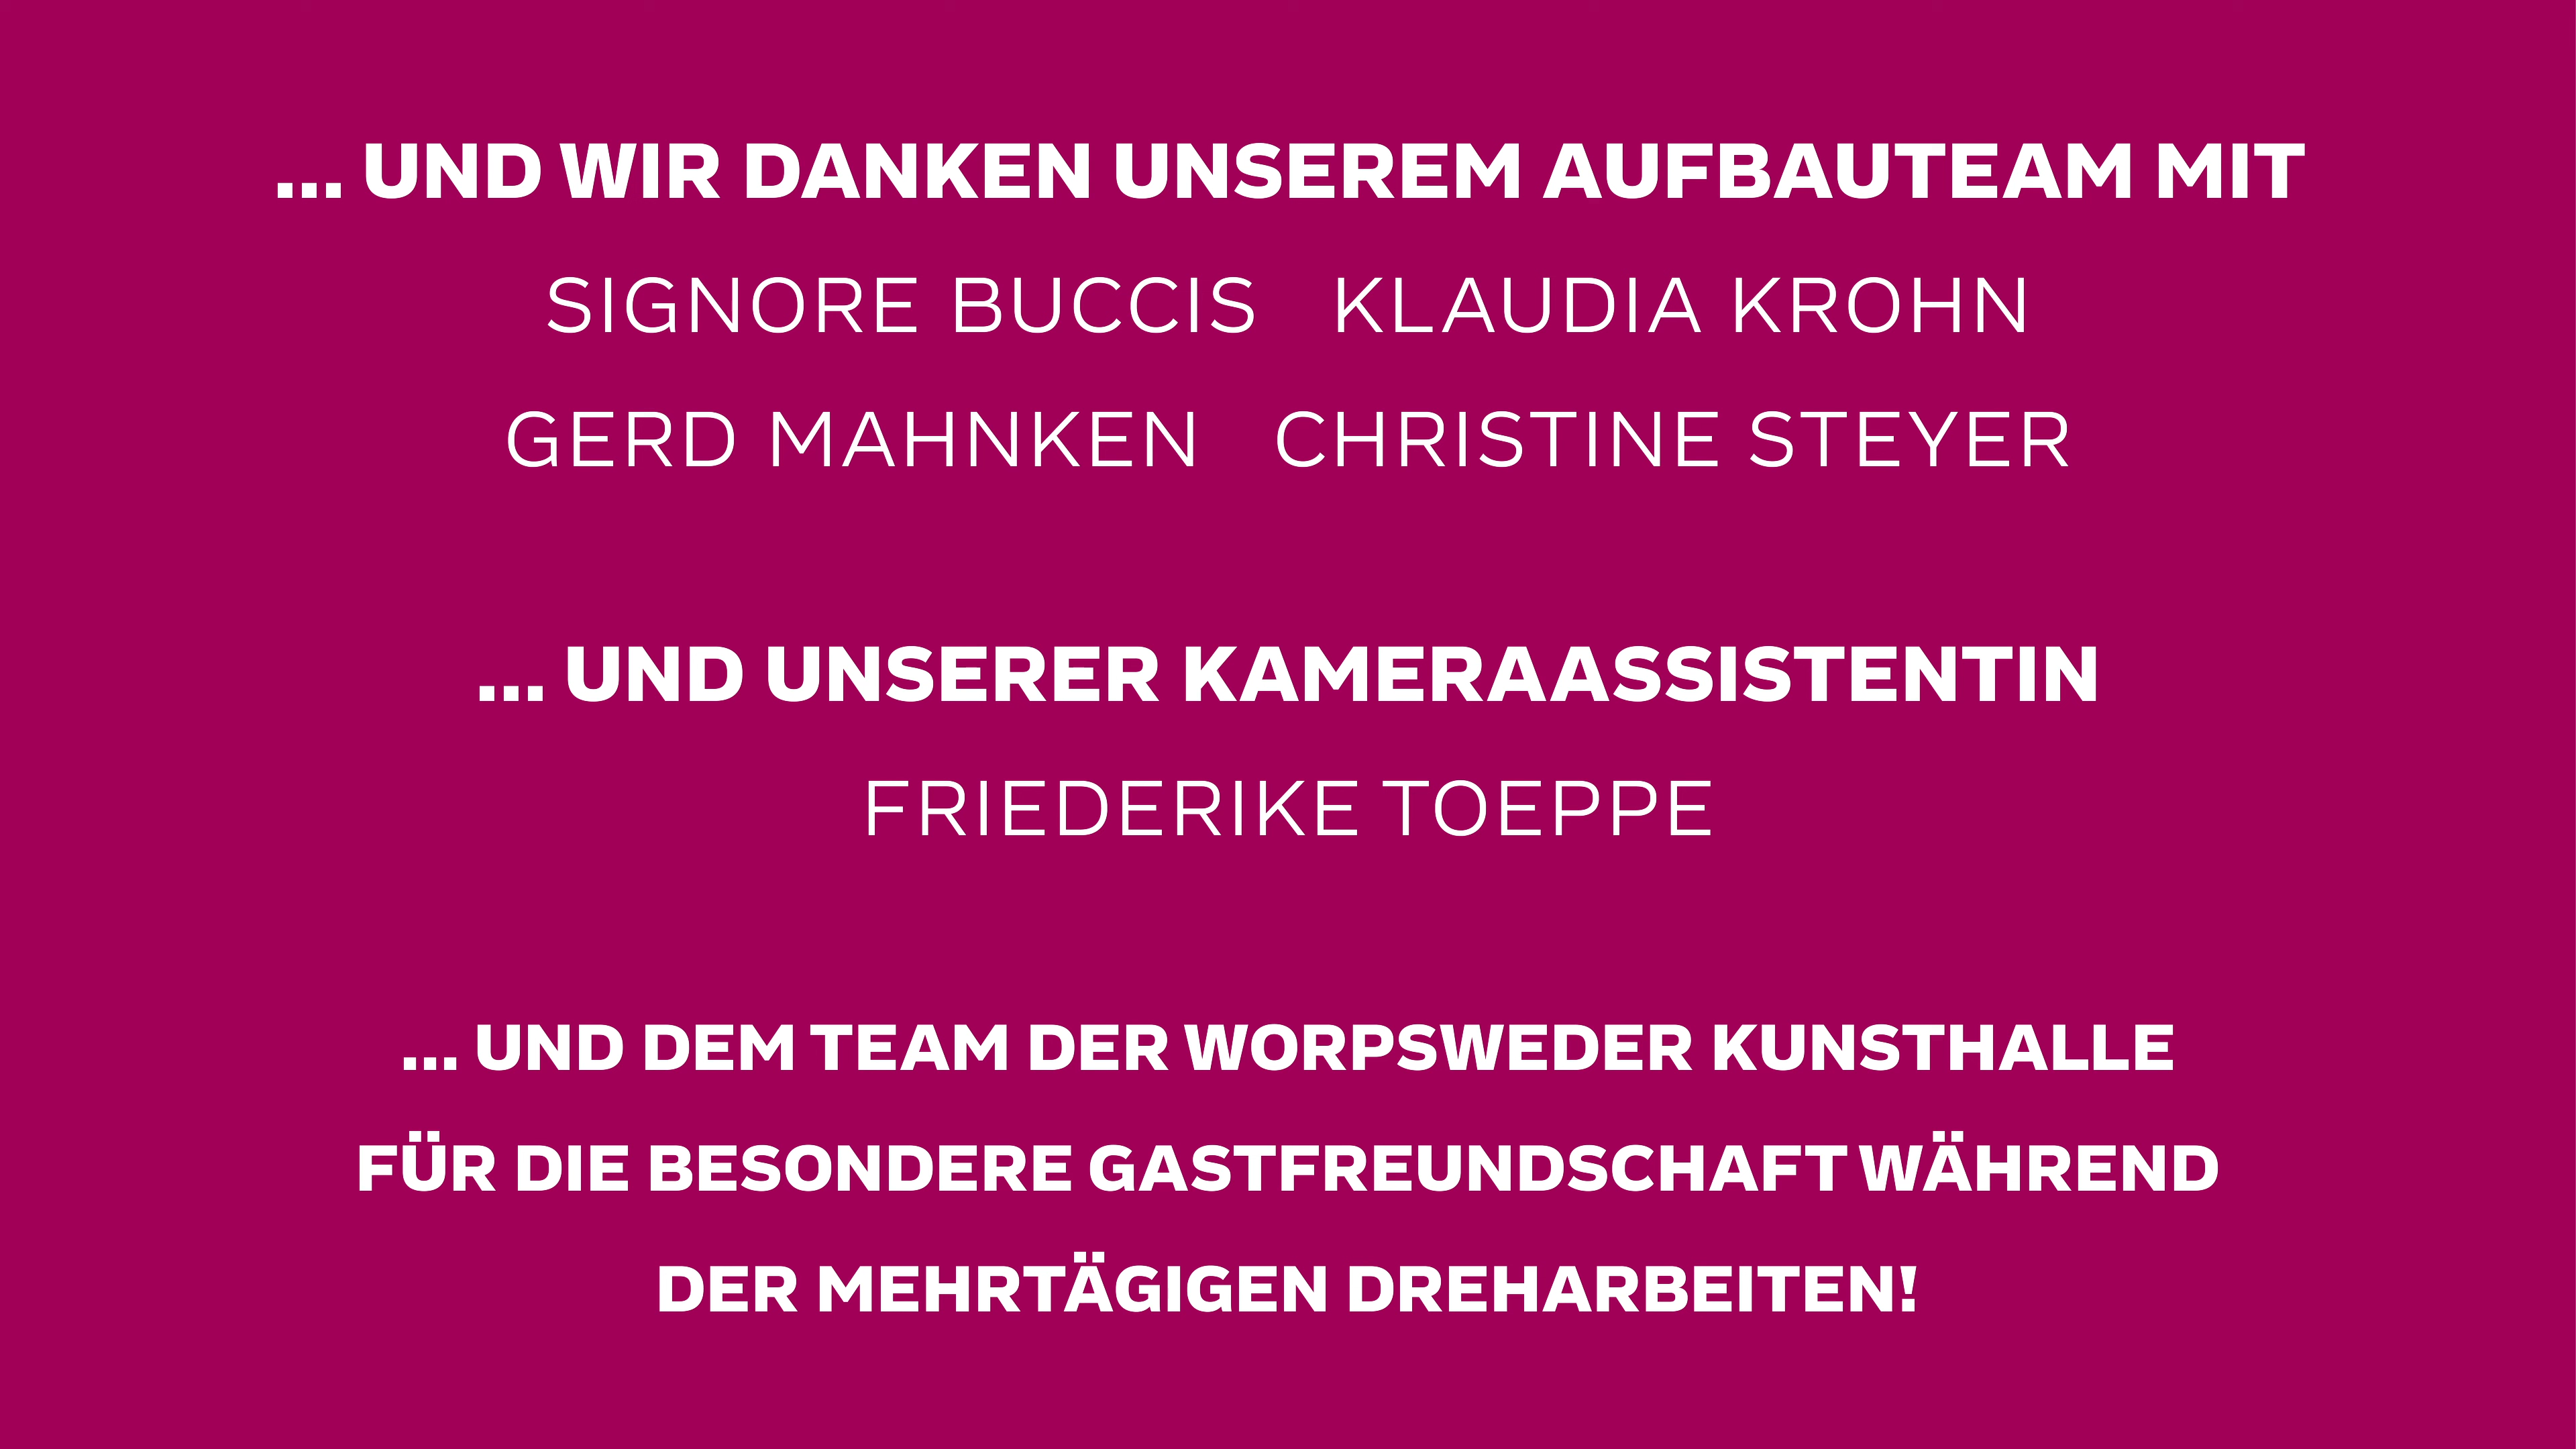 ... UND WIR DANKEN UNSEREM AUFBAUTEAM MIT
SIGNORE BUCCIS KLAUDIA KROHN
GERD MAHNKEN CHRISTINE STEYER
... UND UNSERER KAMERAASSISTENTIN
FRIEDERIKE TOEPPE
... UND DEM TEAM DER WORPSWEDER KUNSTHALLE
FÜR DIE BESONDERE GASTFREUNDSCHAFT WÄHREND
DER MEHRTÄGIGEN DREHARBEITEN!